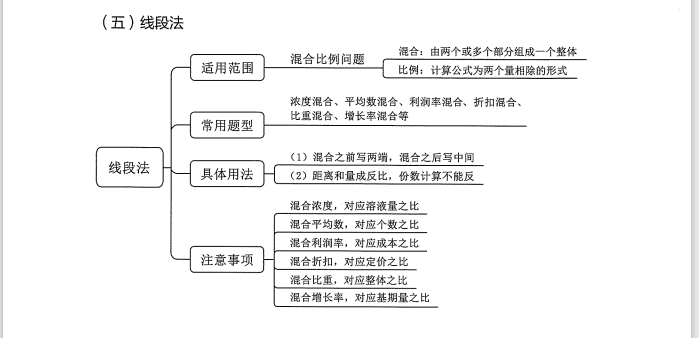 （五）线段法
线段法
适用范围
混合比例问题
混合：由两个或多个部分组成一个整体
比例：计算公式为两个量相除的形式
常用题型
浓度混合、平均数混合、利润率混合、折扣混合、
比重混合、增长率混合等
具体用法
（1）混合之前写两端，混合之后写中间
（2）距离和量成反比，份数计算不能反
注意事项
混合浓度，对应溶液量之比
混合平均数，对应个数之比
混合利润率，对应成本之比
混合折扣，对应定价之比
混合比重，对应整体之比
混合增长率，对应基期量之比